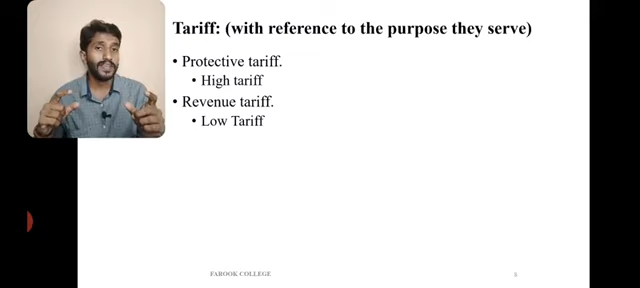 Tariff: (with reference to the purpose they serve)
• Protective tariff.
• High tariff
• Revenue tariff.
• Low Tariff
FAROOK COLLEGE